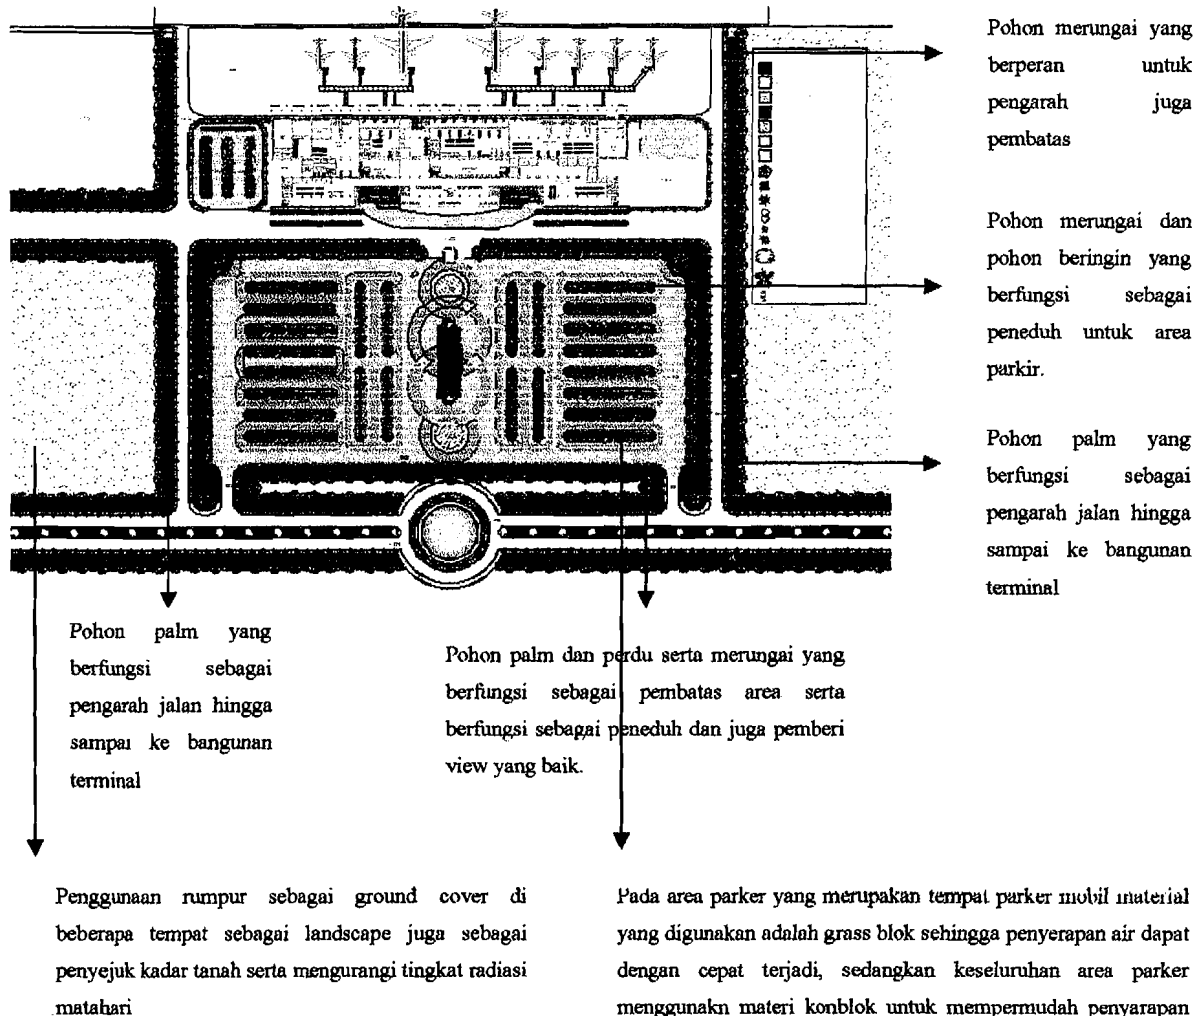 Pohon merungai yang
berperan untuk
pengarah juga
pembatas
Pohon merungai dan
pohon beringin yang
berfungsi sebagai
peneduh untuk area
parkir.
Pohon palm yang
berfungsi sebagai
pengarah jalan hingga
sampai ke bangunan
terminal
Pohon palm yang
berfungsi sebagai
pengarah jalan hingga
sampai ke bangunan
terminal
Pohon palm dan perdu serta merungai yang
berfungsi sebagai pembatas area serta
berfungsi sebagai peneduh dan juga pemberi
view yang baik.
Penggunaan rumpur sebagai ground cover di
beberapa tempat sebagai landscape juga sebagai
penyejuk kadar tanah serta mengurangi tingkat radiasi
matahari
Pada area parker yang merupakan tempat parker mobil material
yang digunakan adalah grass blok sehingga penyerapan air dapat
dengan cepat terjadi, sedangkan keseluruhan area parker
menggunakn materi konblok untuk mempermudah penyarapan